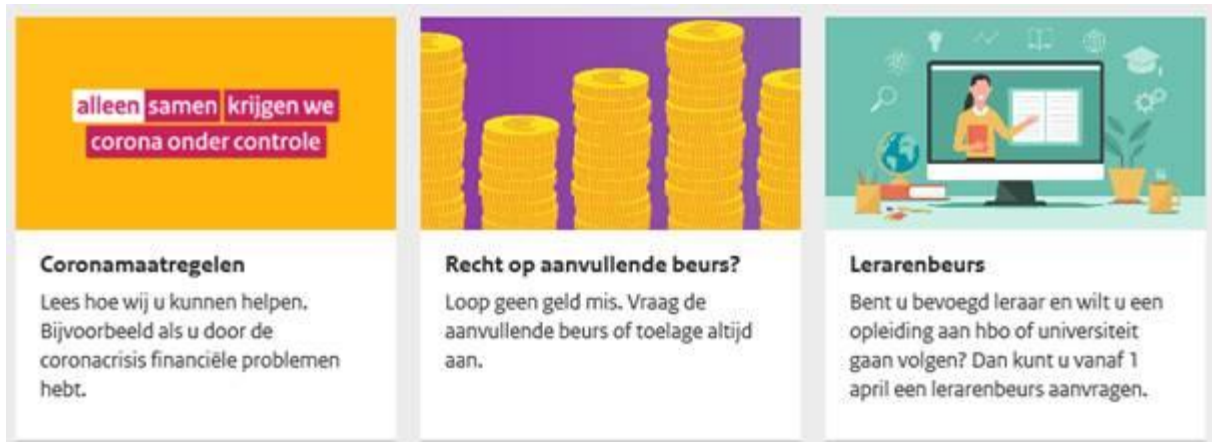 alleen samen krijgen we
corona onder controle
Coronamaatregelen
Lees hoe wij u kunnen helpen.
Bijvoorbeeld als u door de
coronacrisis financiële problemen
hebt.
Recht op aanvullende beurs?
Loop geen geld mis. Vraag de
aanvullende beurs of toelage altijd
aan.
Lerarenbeurs
Bent u bevoegd leraar en wilt u een
opleiding aan hbo of universiteit
gaan volgen? Dan kunt u vanaf 1
april een lerarenbeurs aanvragen.